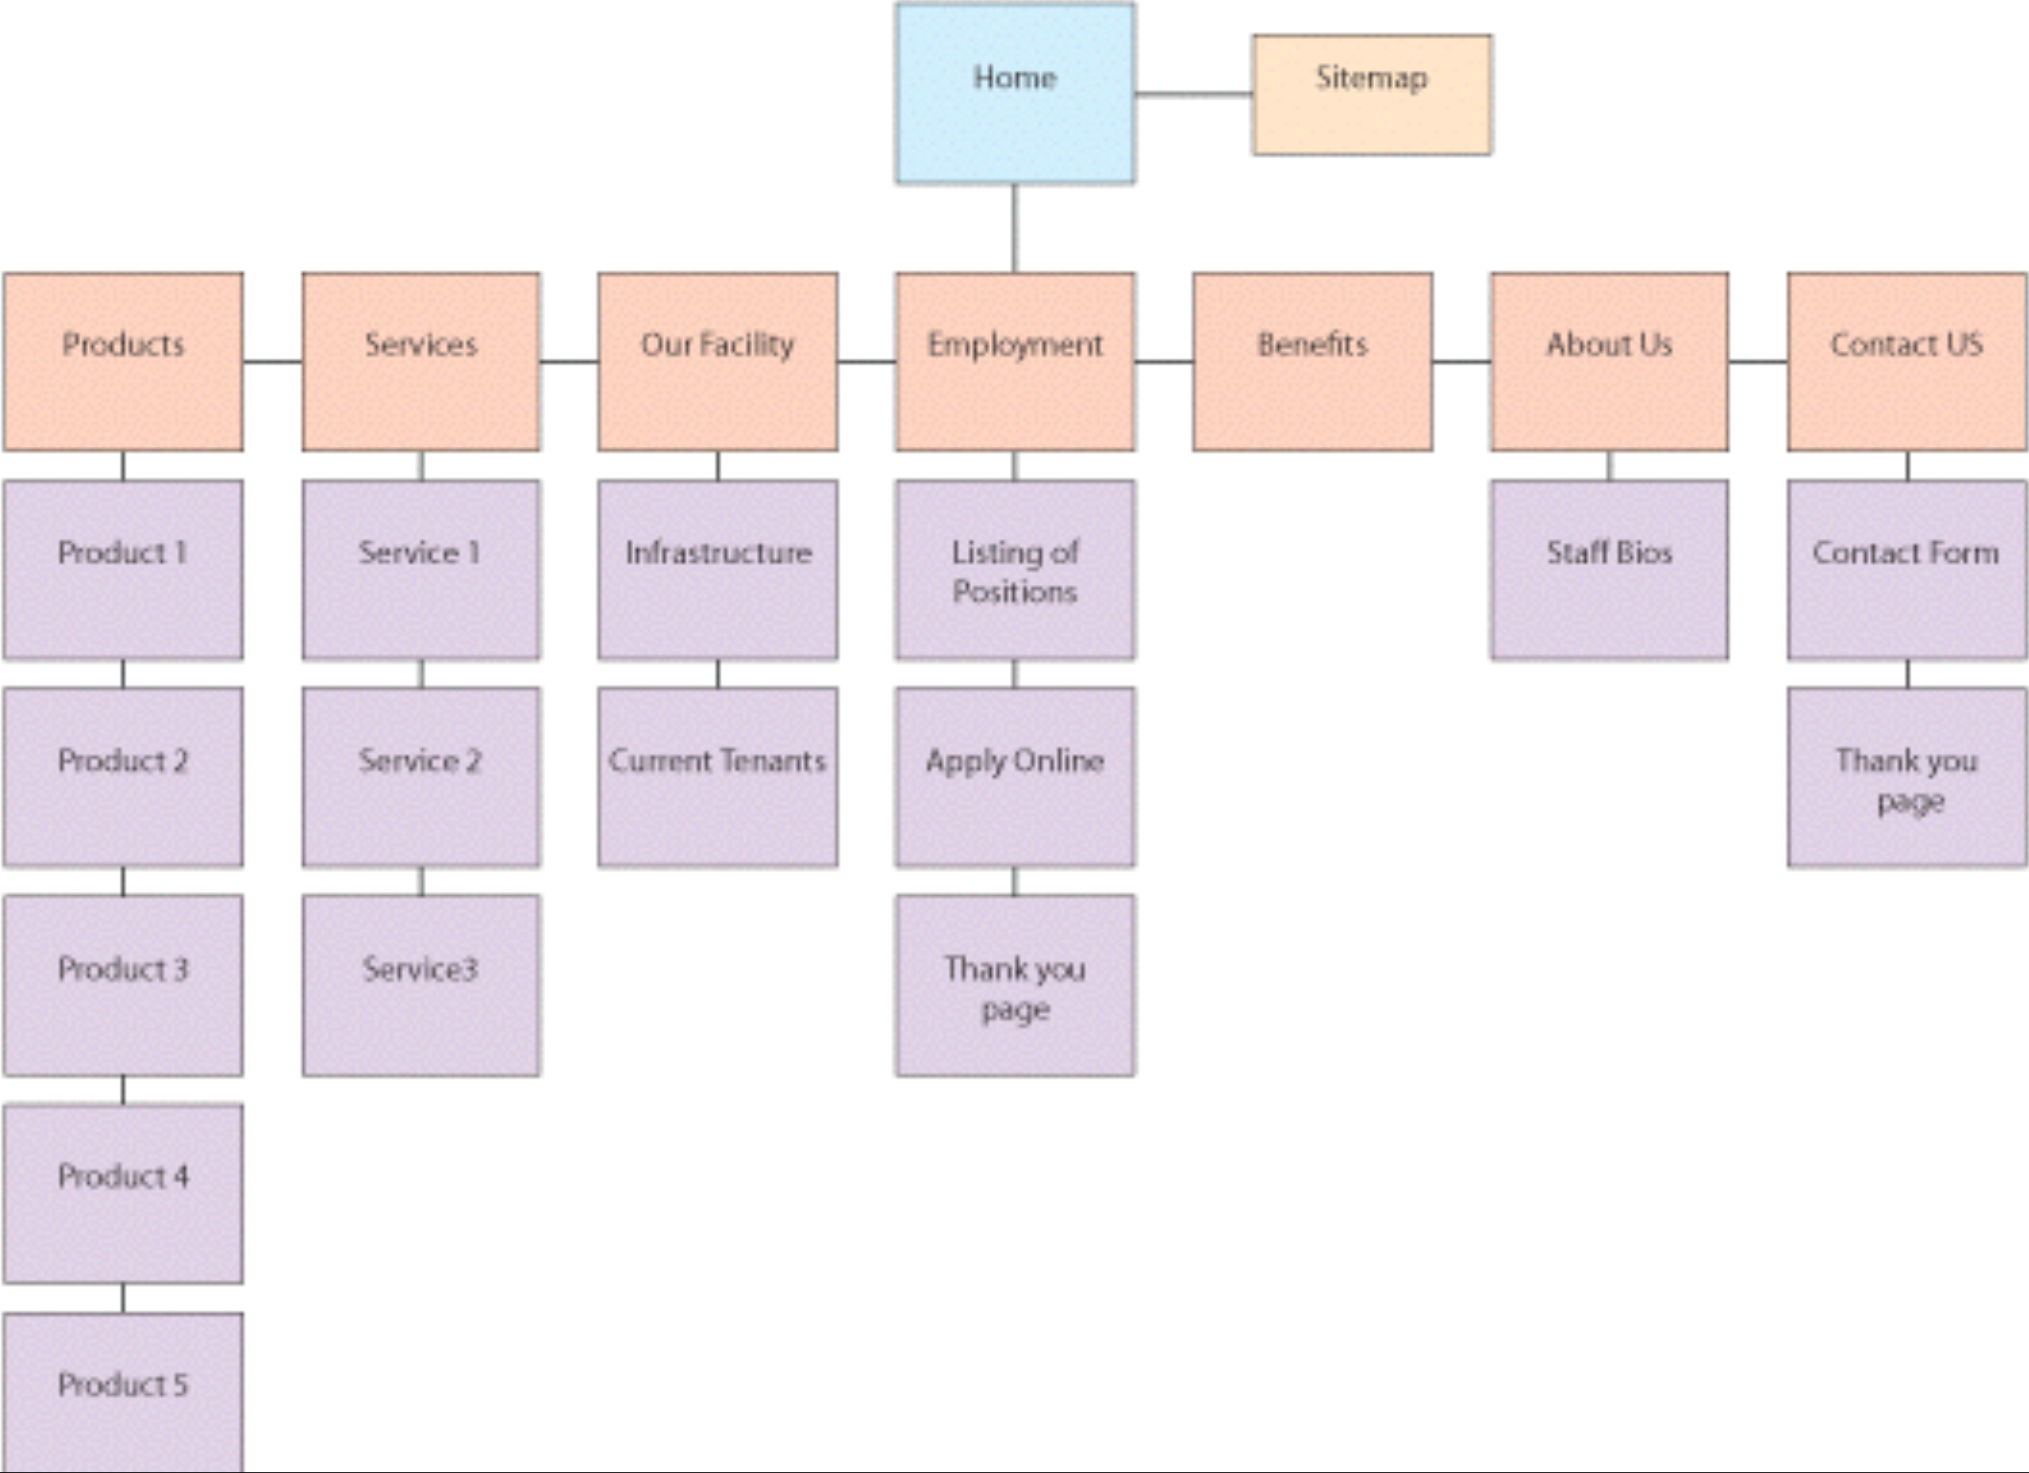 Home
Sitemap
Products
Services
Our Facility
Employment
Benefits
About Us
Contact US
Product 1
Service 1
Infrastructure
Listing of
Positions
Staff Bios
Contact Form
Product 2
Service 2
Current Tenants
Apply Online
Thank you
page
Product 3
Service3
Thank you
page
Product 4
Product 5